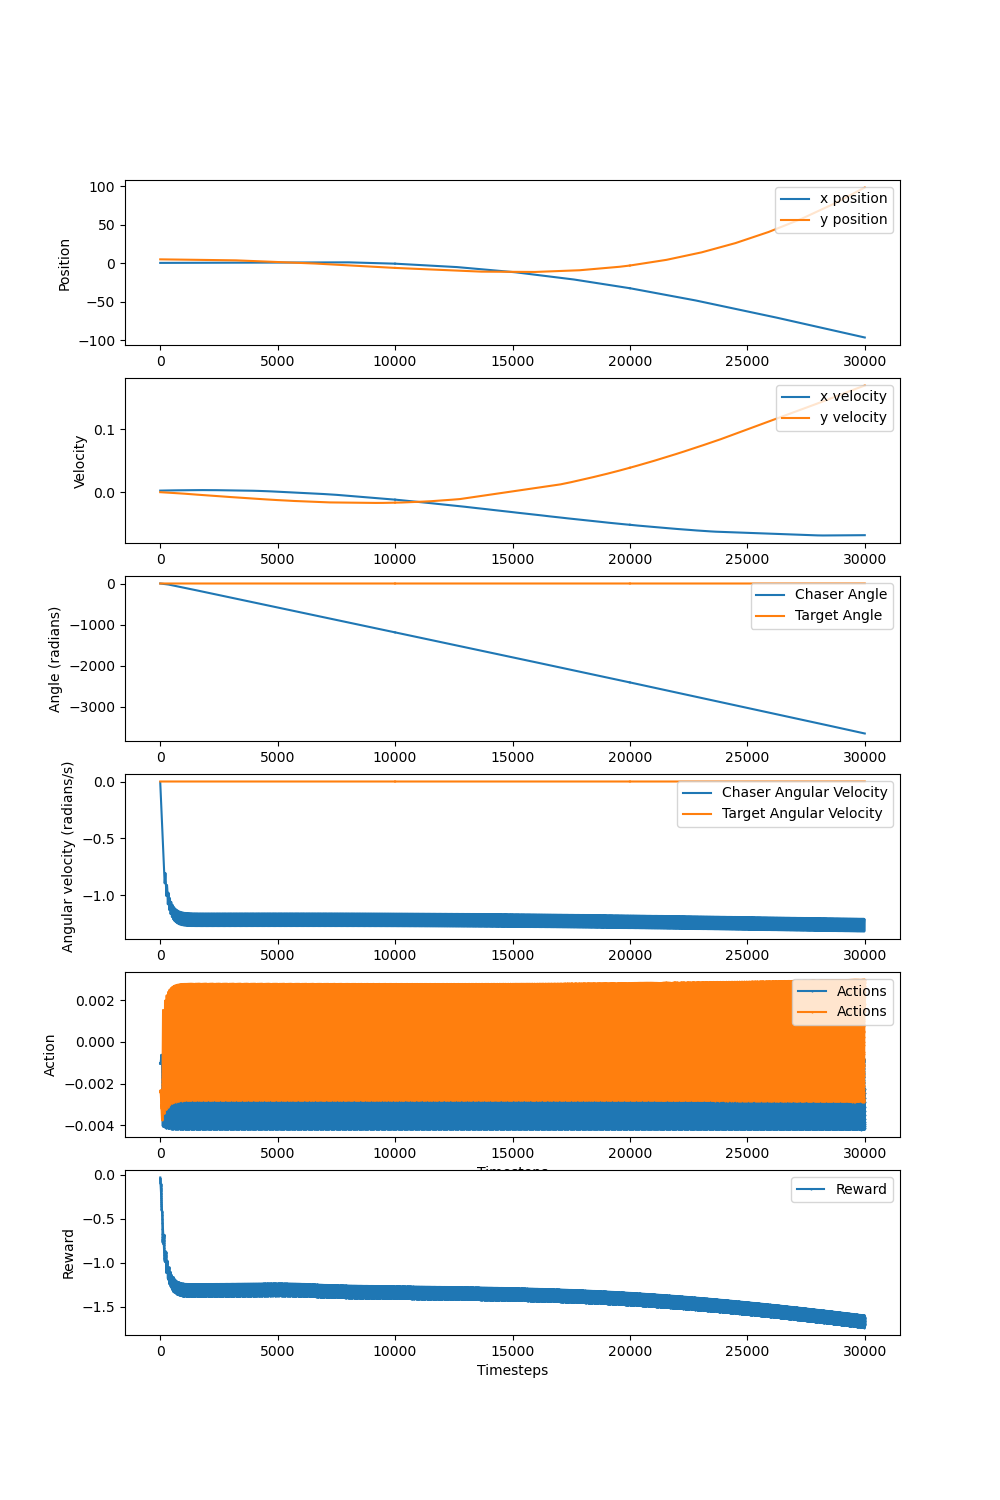 100
50
0
−50
−100
Position
x position
y position
0 5000 10000 15000 20000 25000 30000
0.1
0.0
Velocity
x velocity
y velocity
0 5000 10000 15000 20000 25000 30000
0
−1000
−2000
−3000
Angle (radians)
Chaser Angle
Target Angle
0 5000 10000 15000 20000 25000 30000
0.0
−0.5
−1.0
Angular velocity (radians/s)
Chaser Angular Velocity
Target Angular Velocity
0 5000 10000 15000 20000 25000 30000
0.002
0.000
−0.002
−0.004
Action
Actions
Actions
0 5000 10000 15000 20000 25000 30000
Timesteps
0.0
−0.5
−1.0
−1.5
Reward
Reward
0 5000 10000 15000 20000 25000 30000
Timesteps